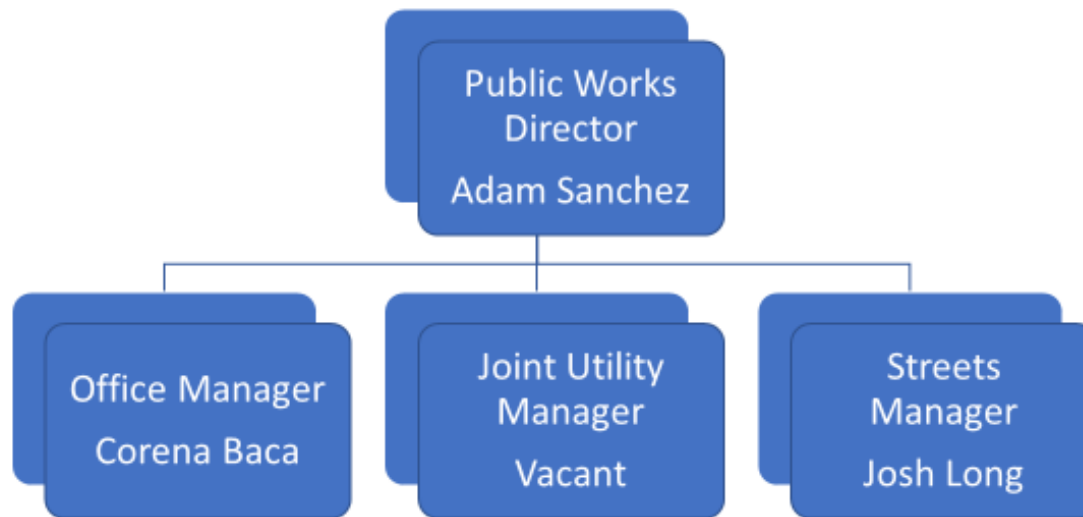 Public Works
Director
Adam Sanchez
Office Manager
Corena Baca
Joint Utility
Manager
Vacant
Streets
Manager
Josh Long